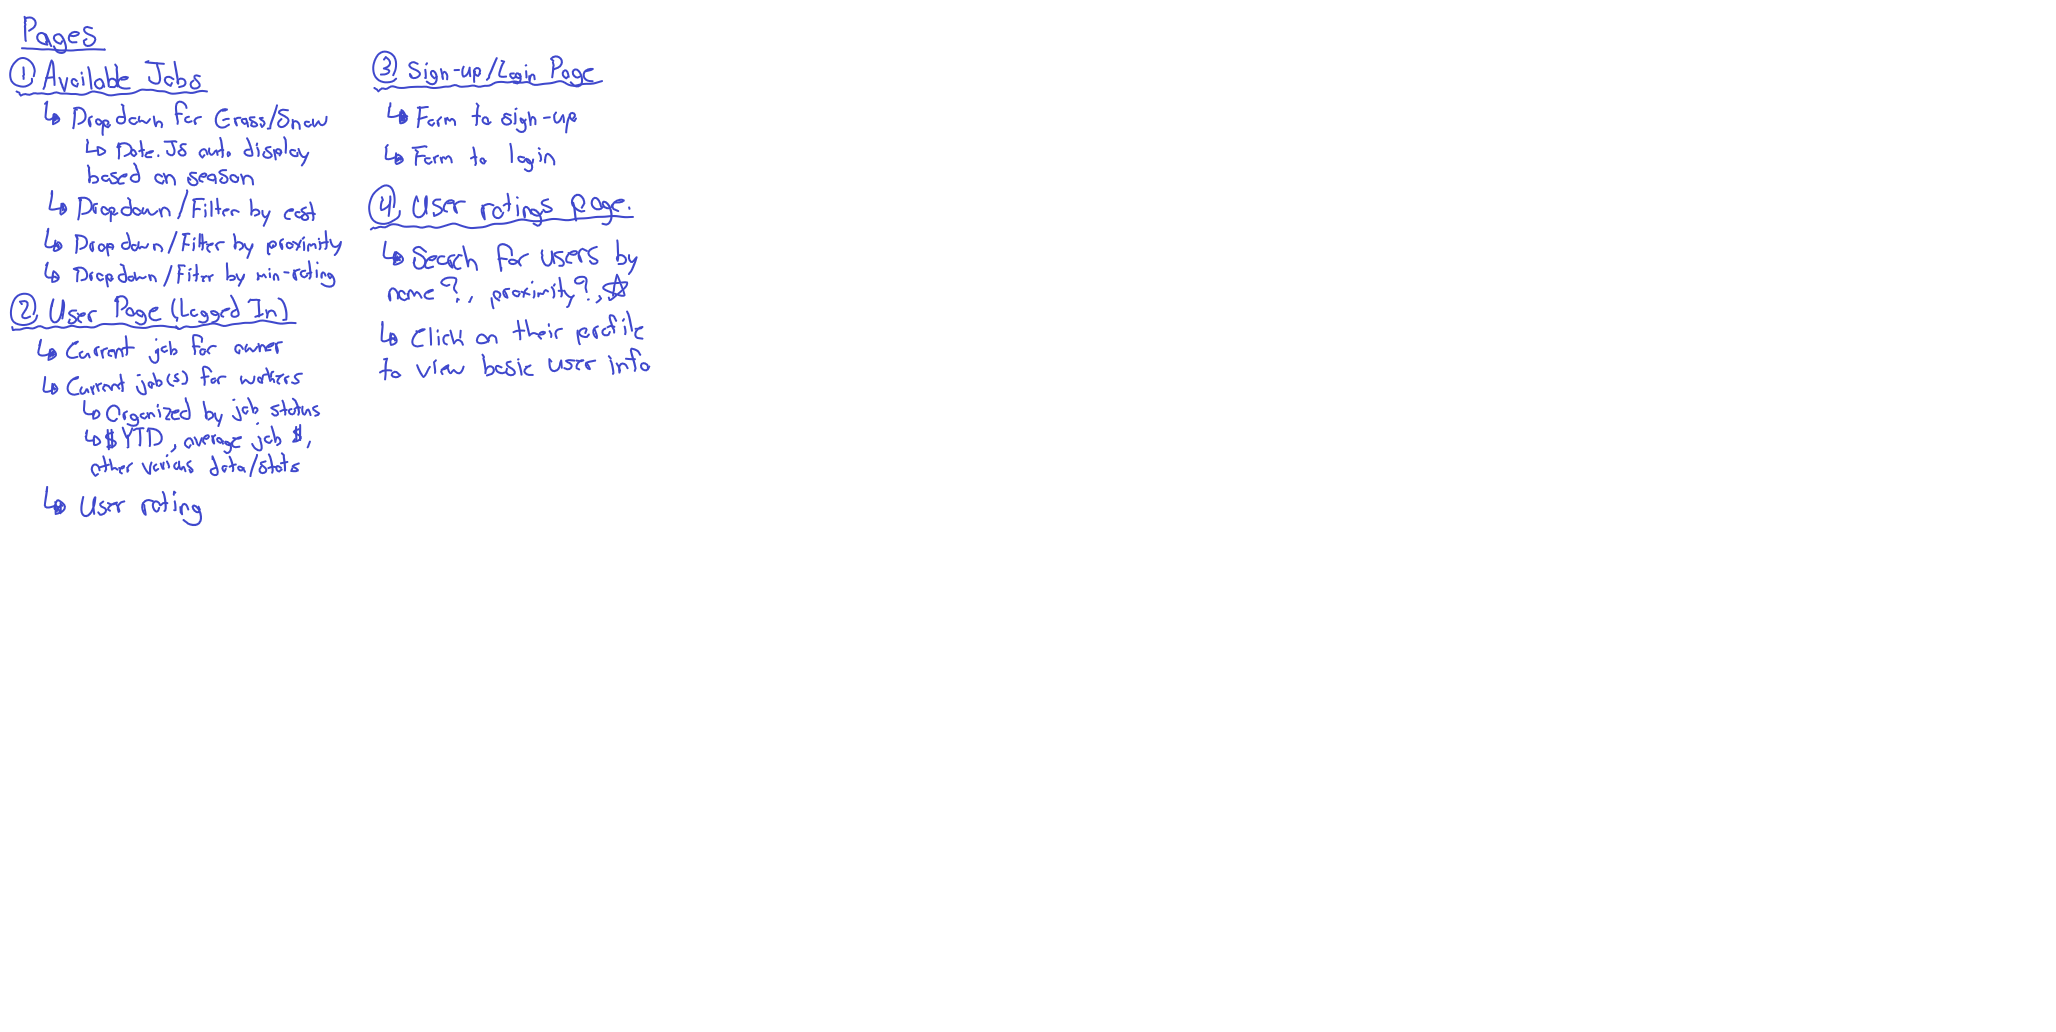 Pages
① Available Jobs
↳ Dropdown for Grass/Snow
↳ Date.JS auto display
based on season
↳ Dropdown/Filter by cost
↳ Dropdown/Filter by proximity
↳ Dropdown/Filter by min-rating
② User Page (Logged In)
↳ Current job for owner
↳ Current job(s) for workers
↳ Organized by job status
↳ $ YTD, average job $,
other various data/stats
↳ User rating
③ Sign-up/Login Page
↳ Form to sign-up
↳ Form to login
④ User ratings page.
↳ Search for users by
name?, proximity?, ☆
↳ Click on their profile
to view basic user info